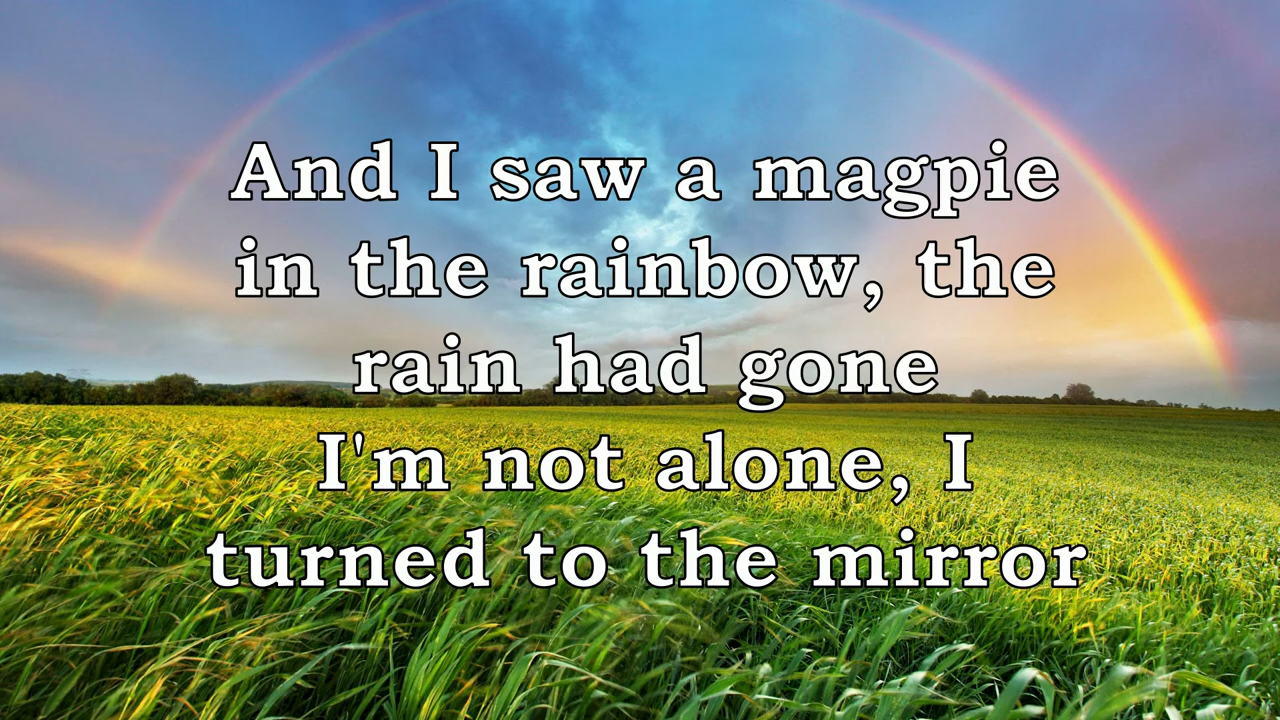 And I saw a magpie
in the rainbow, the
rain had gone
I'm not alone, I
turned to the mirror